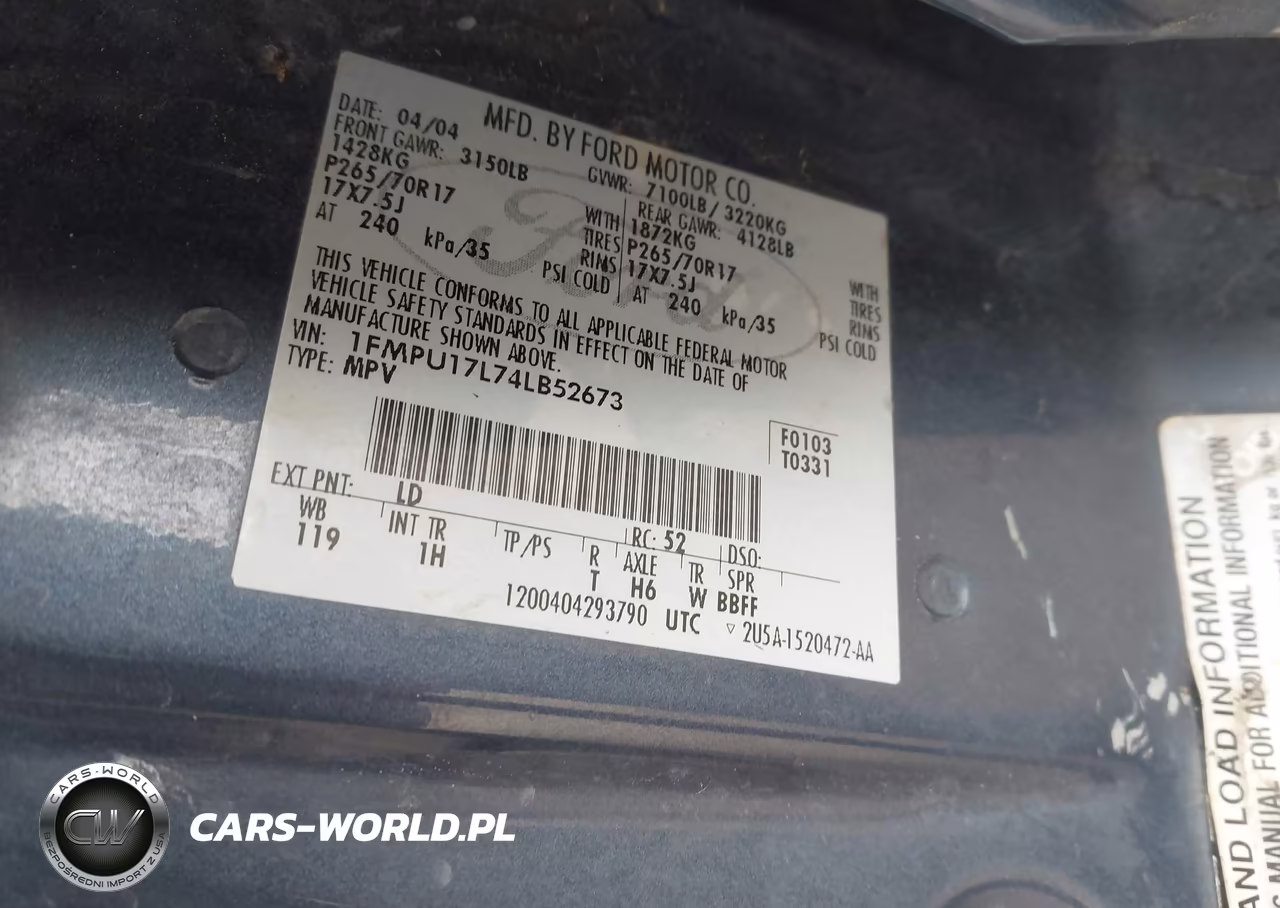 MFD. BY FORD MOTOR CO.
DATE: 04/04
GVWR: 7100LB/ 3220KG
FRONT GAWR: 3150LB
REAR GAWR: 4128LB
1428KG WITH
1872KG WITH
P265/70R17 TIRES
P265/70R17 TIRES
17X7.5J RIMS
17X7.5J RIMS
AT 240 kPa/35 PSI COLD
AT 240 kPa/35 PSI COLD
Ford
THIS VEHICLE CONFORMS TO ALL APPLICABLE FEDERAL MOTOR
VEHICLE SAFETY STANDARDS IN EFFECT ON THE DATE OF
MANUFACTURE SHOWN ABOVE.
VIN: 1FMPU17L74LB52673
TYPE: MPV
F0103
T0331
EXT PNT: LD
RC: 52 DSO:
WB INT TR TP/PS R AXLE TR SPR
119 1H T H6 W BBFF
1200404293790 UTC ▽ 2U5A-1520472-AA
AND LOAD INFORMATION
MANUAL FOR ADDITIONAL INFORMATION
CARS-WORLD
CW
BEZPOŚREDNI IMPORT Z USA
CARS-WORLD.PL